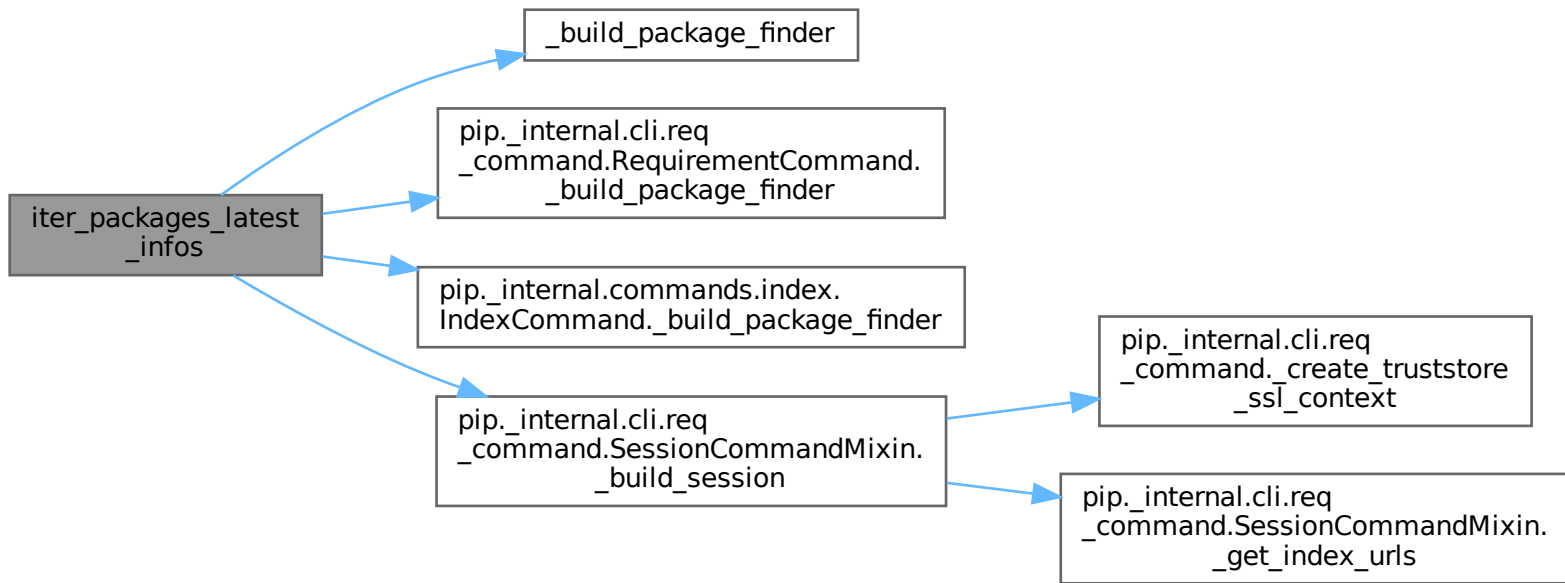 _build_package_finder
pip._internal.cli.req
_command.RequirementCommand.
_build_package_finder
iter_packages_latest
_infos
pip._internal.commands.index.
IndexCommand._build_package_finder
pip._internal.cli.req
_command._create_truststore
_ssl_context
pip._internal.cli.req
_command.SessionCommandMixin.
_build_session
pip._internal.cli.req
_command.SessionCommandMixin.
_get_index_urls